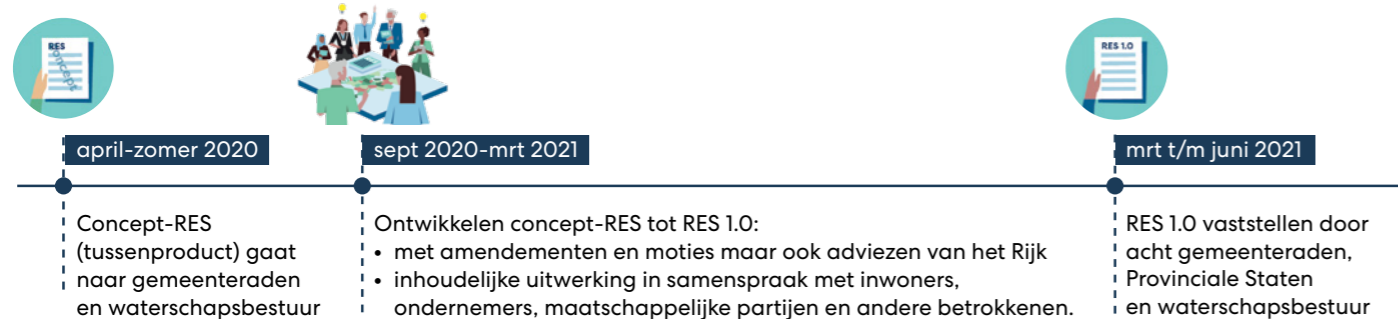 RES
concept
april-zomer 2020
Concept-RES
(tussenproduct) gaat
naar gemeenteraden
en waterschapsbestuur
sept 2020-mrt 2021
Ontwikkelen concept-RES tot RES 1.0:
• met amendementen en moties maar ook adviezen van het Rijk
• inhoudelijke uitwerking in samenspraak met inwoners,
ondernemers, maatschappelijke partijen en andere betrokkenen.
RES 1.0
mrt t/m juni 2021
RES 1.0 vaststellen door
acht gemeenteraden,
Provinciale Staten
en waterschapsbestuur